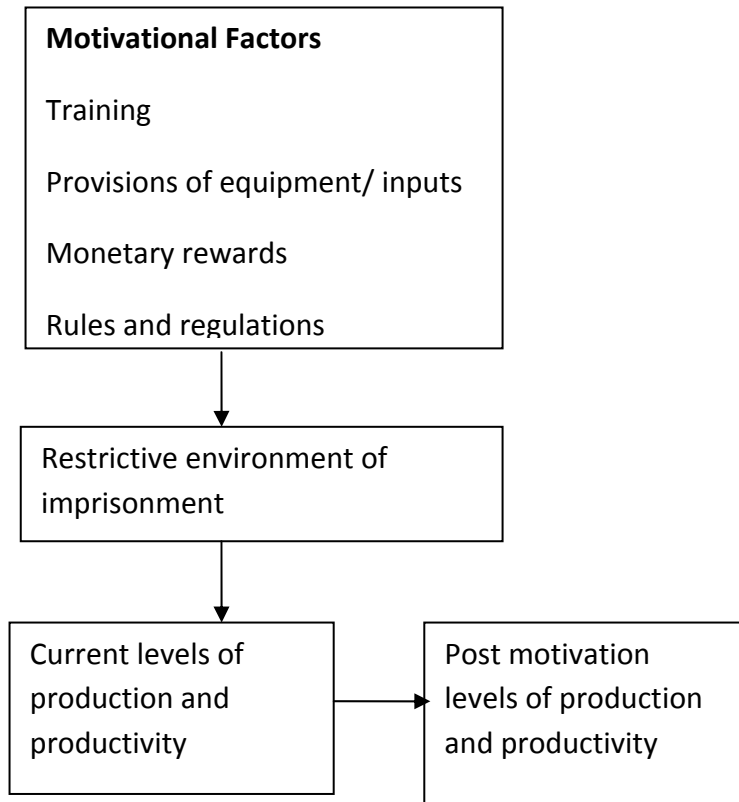 Motivational Factors
Training
Provisions of equipment/ inputs
Monetary rewards
Rules and regulations
Restrictive environment of
imprisonment
Current levels of
production and
productivity
Post motivation
levels of production
and productivity